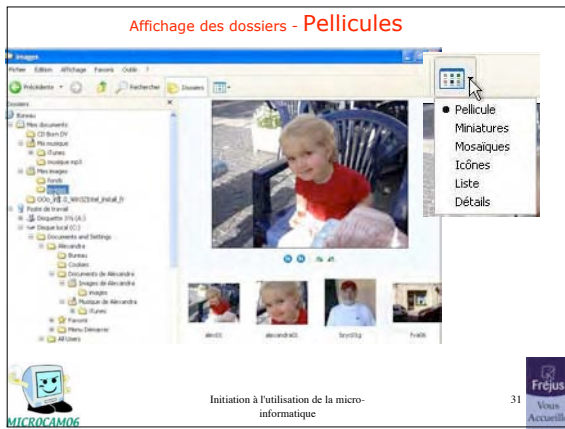 Affichage des dossiers - Pellicules
Images
Fichier Edition Affichage Favoris Outils ?
Précédente
Rechercher
Dossiers
Dossiers
Bureau
Mes documents
CD Born DY
Ma musique
iTunes
musique mp3
Mes images
fonds
Poste de travail
Disquette 3½ (A:)
Disque local (C:)
Documents and Settings
Alexandra
Bureau
Cookies
Documents de Alexandra
Images de Alexandra
images
Musique de Alexandra
iTunes
Favoris
Menu Démarrer
All Users
alex01
alexandra01
Pellicule
Miniatures
Mosaïques
Icônes
Liste
Détails
MICROCAM06
Initiation à l'utilisation de la micro-
informatique
31
Fréjus
Vous
Accueille